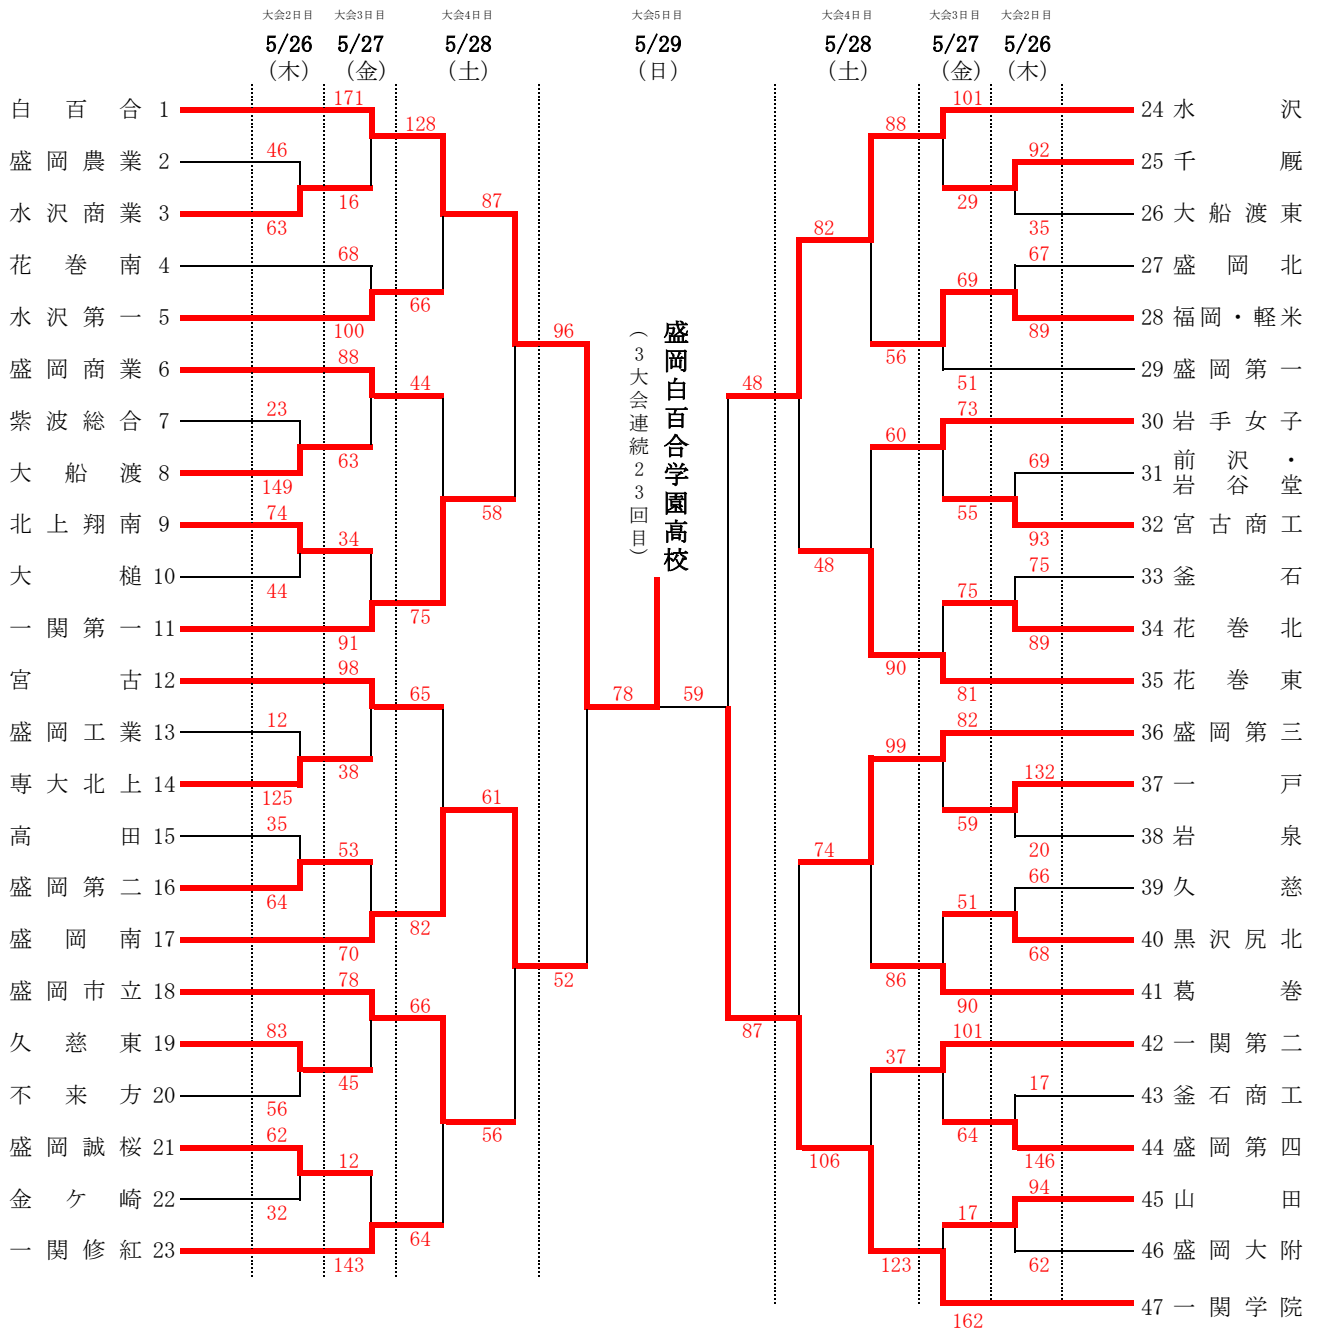 大会2日目 大会3日目 大会4日目 大会5日目 大会4日目 大会3日目 大会2日目
5/26 5/27 5/28 5/29 5/28 5/27 5/26
(木) (金) (土) (日) (土) (金) (木)
白百合 1
盛岡農業 2
水沢商業 3
花巻南 4
水沢第一 5
盛岡商業 6
紫波総合 7
大船渡 8
北上翔南 9
大槌 10
一関第一 11
宮古 12
盛岡工業 13
専大北上 14
高田 15
盛岡第二 16
盛岡南 17
盛岡市立 18
久慈東 19
不来方 20
盛岡誠桜 21
金ケ崎 22
一関修紅 23
46
63
23
149
74
44
12
125
35
64
83
56
62
32
171
16
68
100
88
63
34
91
98
38
53
70
78
45
12
143
128
66
44
75
65
82
66
64
87
58
61
56
96
52
78
盛岡白百合学園高校
(3大会連続23回目)
59
48
87
82
48
74
106
88
56
60
90
99
86
37
123
101
29
69
51
73
55
75
81
82
59
51
90
101
64
17
162
92
35
67
89
69
93
75
89
132
20
66
68
17
146
94
62
24 水沢
25 千厩
26 大船渡東
27 盛岡北
28 福岡・軽米
29 盛岡第一
30 岩手女子
31 前沢・
岩谷堂
32 宮古商工
33 釜石
34 花巻北
35 花巻東
36 盛岡第三
37 一戸
38 岩泉
39 久慈
40 黒沢尻北
41 葛巻
42 一関第二
43 釜石商工
44 盛岡第四
45 山田
46 盛岡大附
47 一関学院